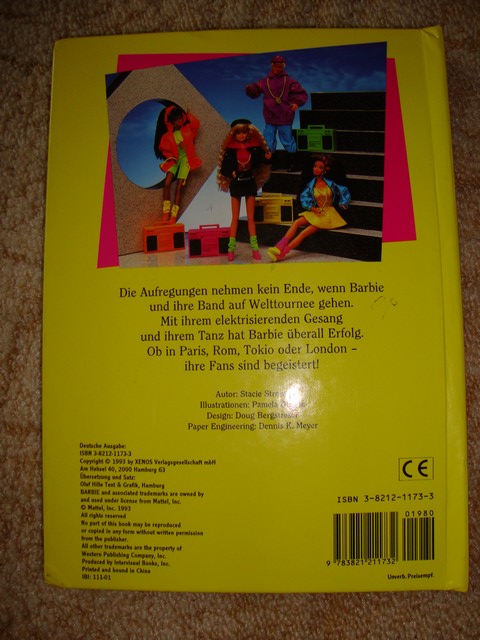 Die Aufregungen nehmen kein Ende, wenn Barbie
und ihre Band auf Welttournee gehen.
Mit ihrem elektrisierenden Gesang
und ihrem Tanz hat Barbie überall Erfolg.
Ob in Paris, Rom, Tokio oder London –
ihre Fans sind begeistert!
Autor: Stacie
Illustrationen: Pamela
Design: Doug Bergstreser
Paper Engineering: Dennis K. Meyer
Deutsche Ausgabe:
ISBN 3-8212-1173-3
Copyright © 1993 by XENOS Verlagsgesellschaft mbH
Am Hehsel 40, 2000 Hamburg 63
Übersetzung und Satz:
Olaf Hille Text & Grafik, Hamburg
BARBIE and associated trademarks are owned by
and used under license from Mattel, Inc.
© Mattel, Inc. 1993
All rights reserved
No part of this book may be reproduced
or copied in any form without written permission
from the publisher.
All other trademarks are the property of
Western Publishing Company, Inc.
Produced by Intervisual Books, Inc.
Printed and bound in China
IBI: 111-01
CE
ISBN 3-8212-1173-3
01980
9 783821 211732
Unverb. Preisempf.